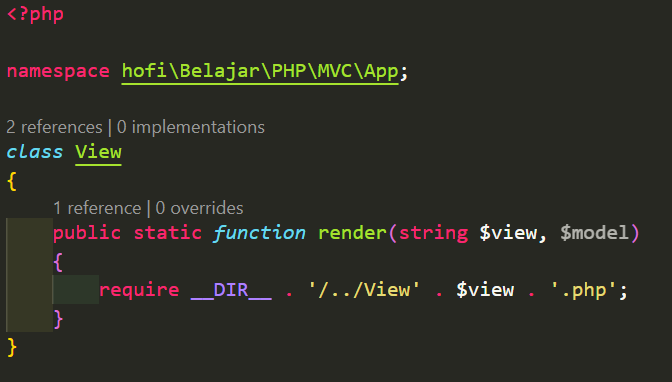 <?php
namespace hofi\Belajar\PHP\MVC\App;
2 references | 0 implementations
class View
{
1 reference | 0 overrides
public static function render(string $view, $model)
{
require __DIR__ . '/../View' . $view . '.php';
}
}